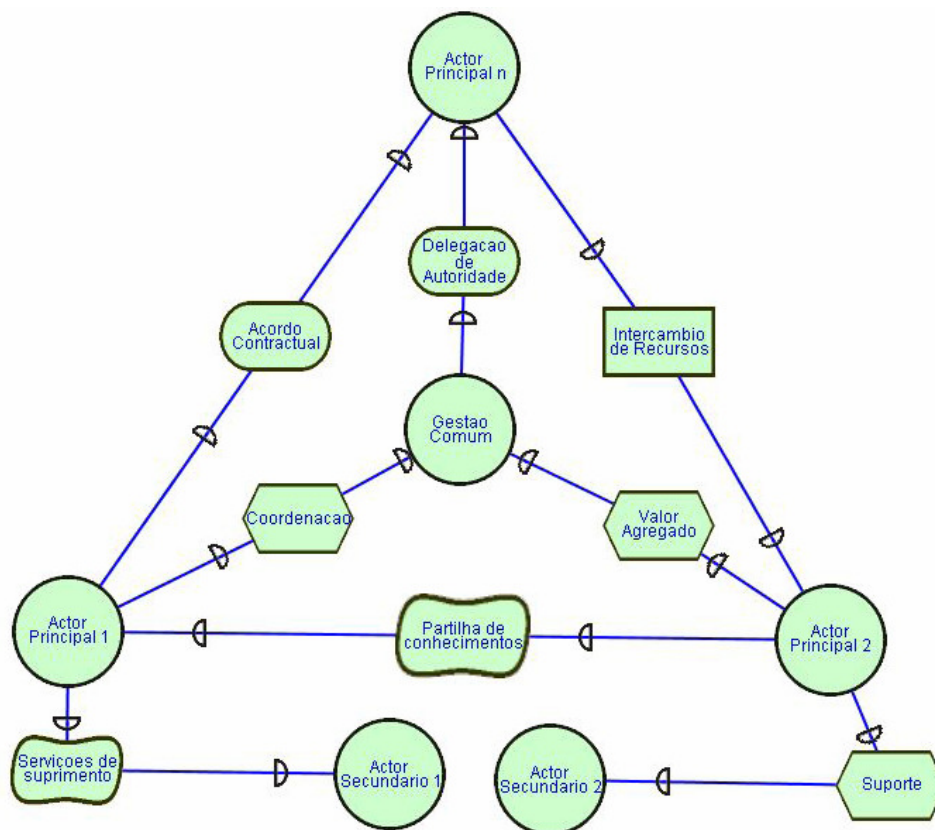 Actor
Principal n
Delegacao
de
Autoridade
Acordo
Contractual
Intercambio
de Recursos
Gestao
Comum
Coordenacao
Valor
Agregado
Actor
Principal 1
Partilha de
conhecimentos
Actor
Principal 2
Serviçoes de
suprimento
Actor
Secundario 1
Actor
Secundario 2
Suporte